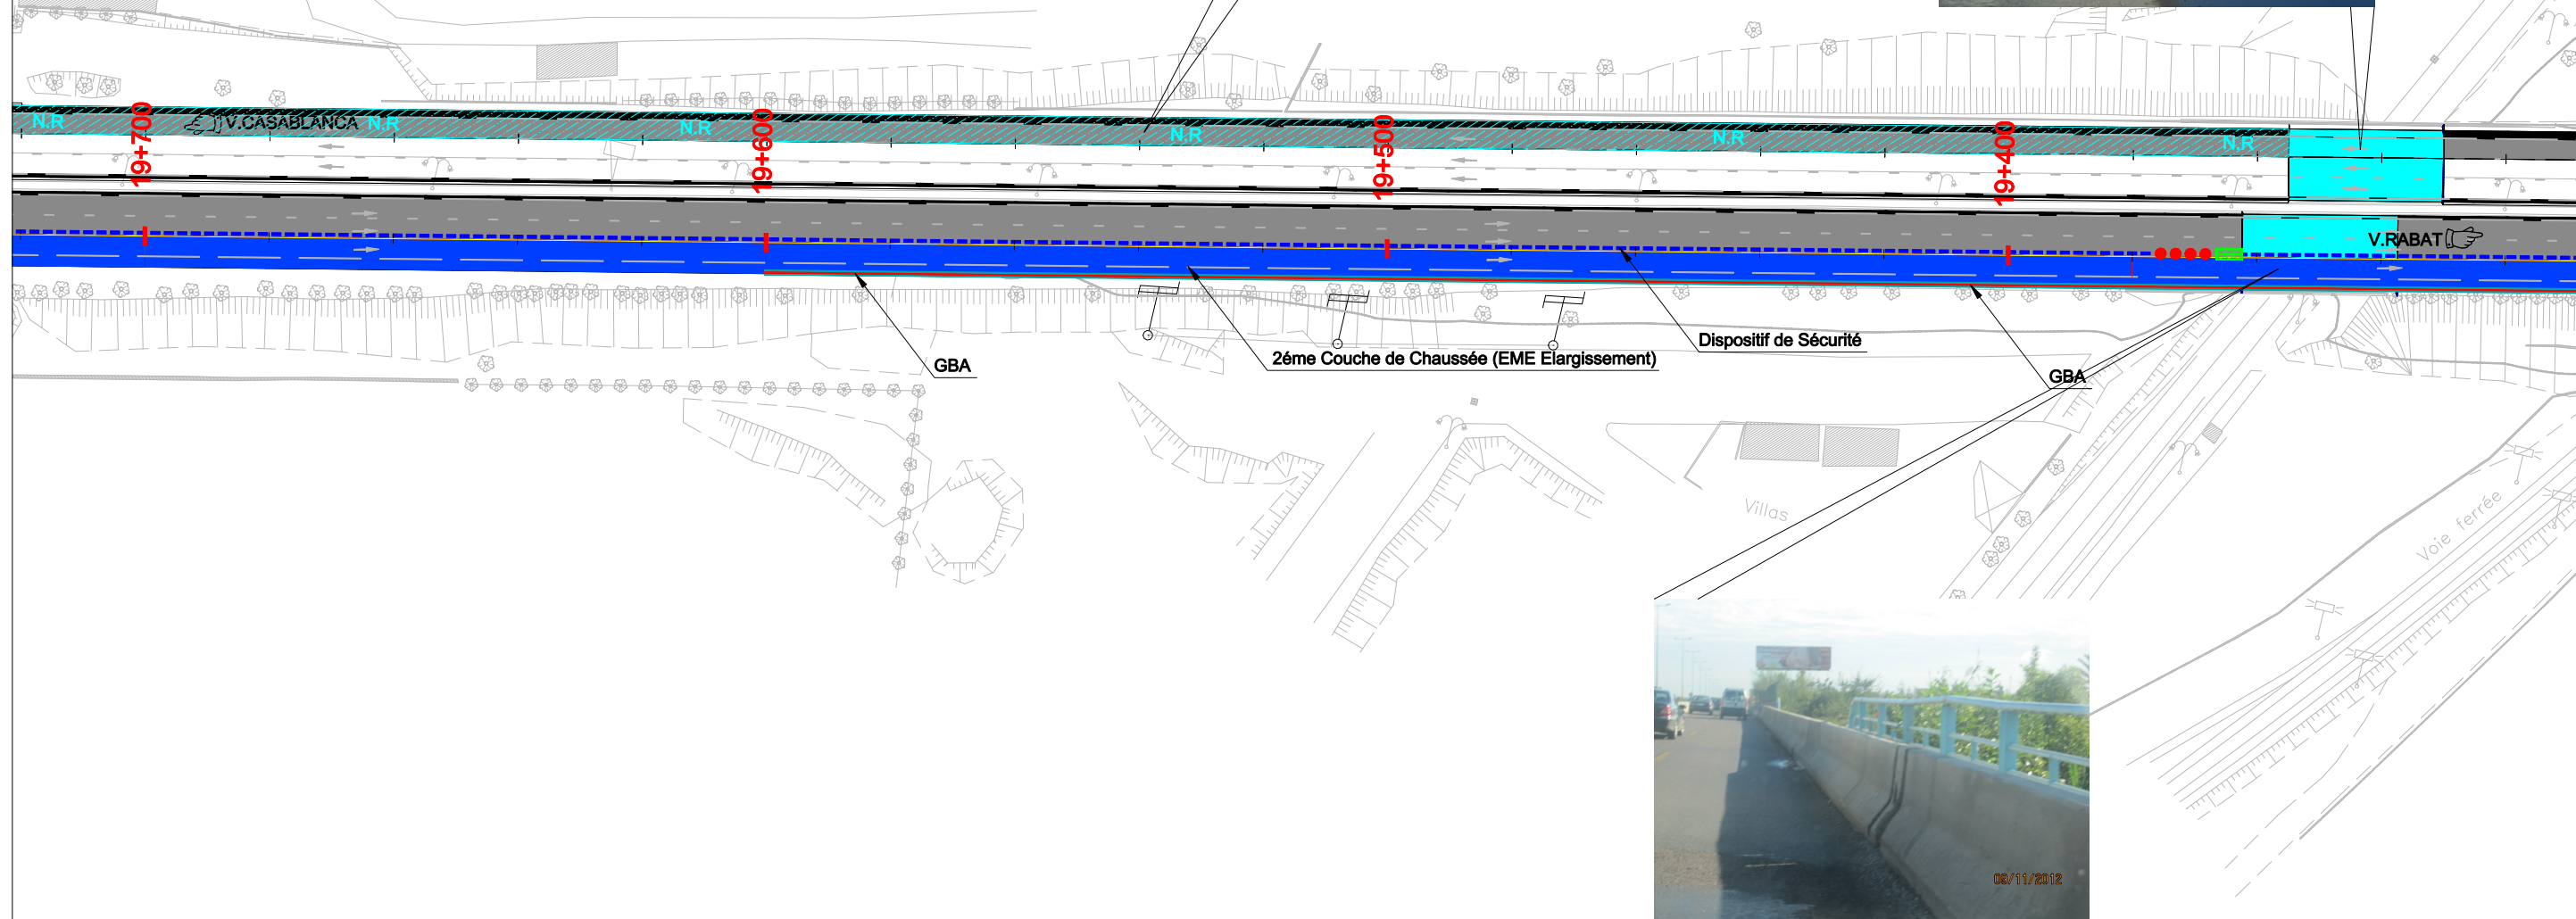 N.R
19+700
V.CASABLANCA
N.R
N.R
19+600
N.R
19+500
N.R
19+400
N.R
V.RABAT
Dispositif de Sécurité
2éme Couche de Chaussée (EME Elargissement)
GBA
GBA
Villas
Voie ferrée
09/11/2012